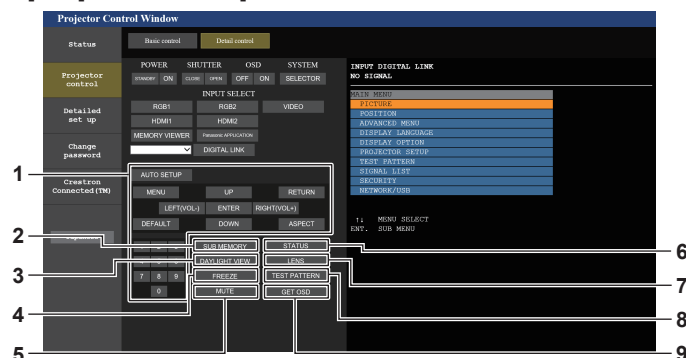 Projector Control Window
Status
Basic control
Detail control
POWER SHUTTER OSD SYSTEM
STANDBY ON CLOSE OPEN OFF ON SELECTOR
Projector
control
INPUT SELECT
RGB1 RGB2 VIDEO
HDMI1 HDMI2
MEMORY VIEWER Panasonic APPLICATION
DIGITAL LINK
Detailed
set up
Change
password
Crestron
Connected(TM)
INPUT DIGITAL LINK
NO SIGNAL
MAIN MENU
PICTURE
POSITION
ADVANCED MENU
DISPLAY LANGUAGE
DISPLAY OPTION
PROJECTOR SETUP
TEST PATTERN
SIGNAL LIST
SECURITY
NETWORK/USB
↑↓ MENU SELECT
ENT. SUB MENU
AUTO SETUP
MENU UP RETURN
LEFT(VOL-) ENTER RIGHT(VOL+)
DEFAULT DOWN ASPECT
SUB MEMORY STATUS
DAYLIGHT VIEW LENS
7 8 9 FREEZE TEST PATTERN
0 MUTE GET OSD
1
2
3
4
5
6
7
8
9